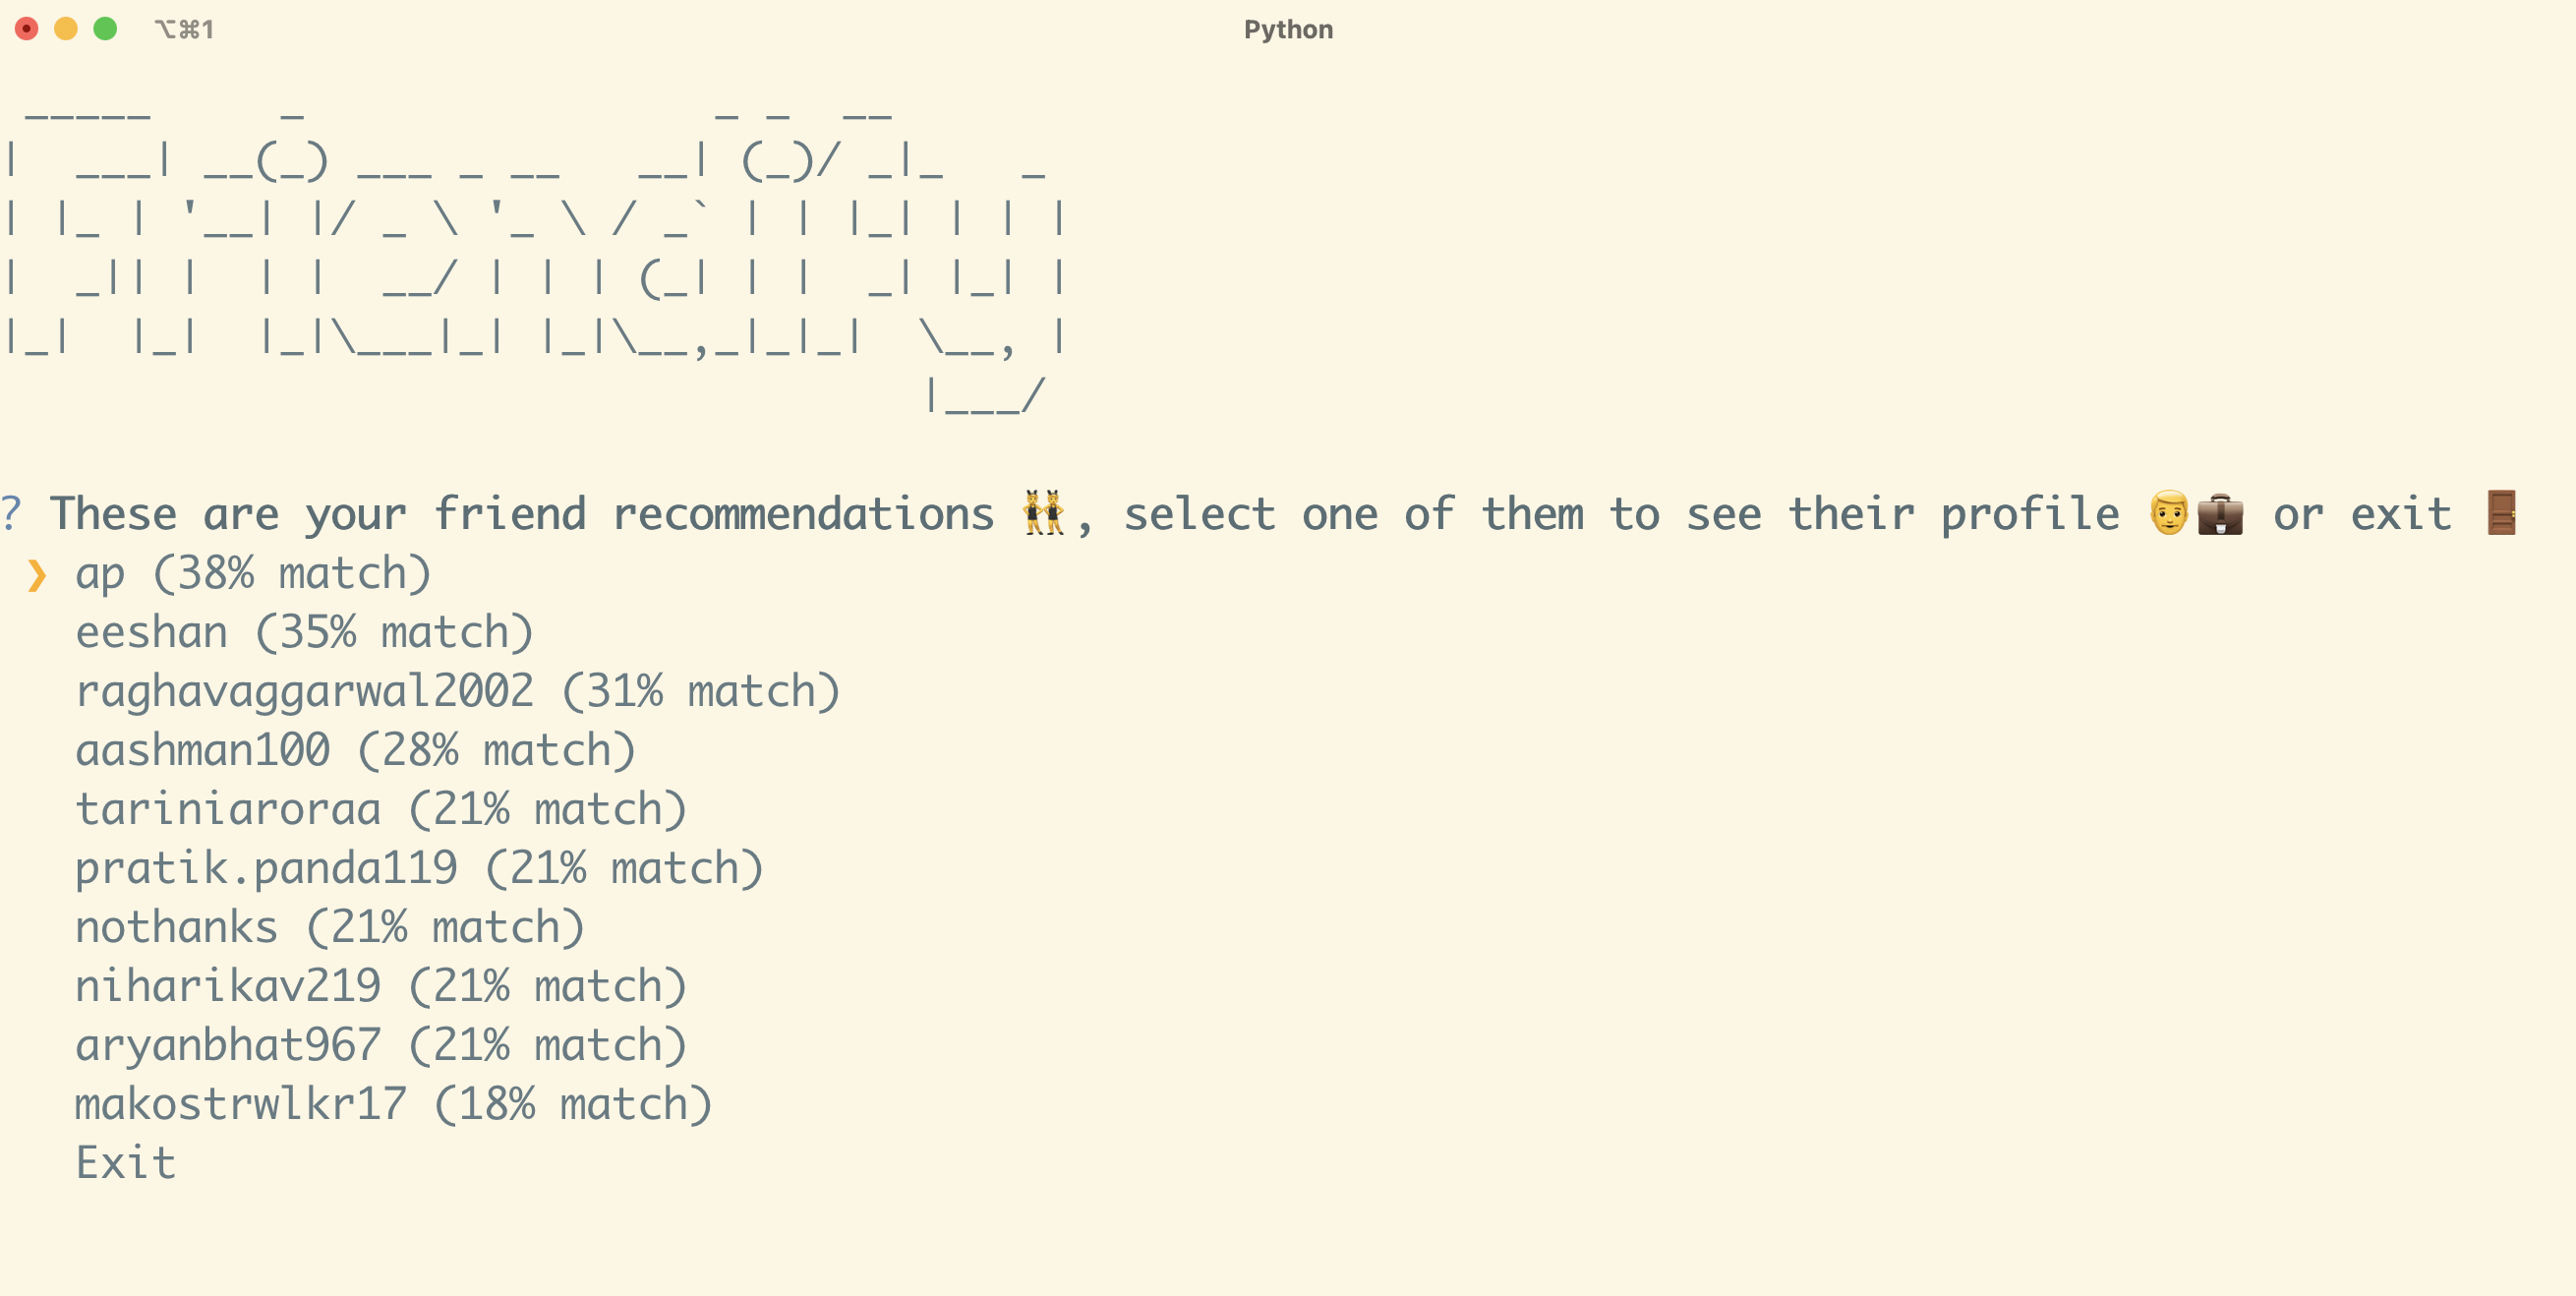 ⌥⌘1 Python
 _____     _                _ _  __
|  ___| __(_) ___ _ __   __| (_)/ _|_   _
| |_ | '__| |/ _ \ '_ \ / _` | | |_| | | |
|  _|| |  | |  __/ | | | (_| | |  _| |_| |
|_|  |_|  |_|\___|_| |_|\__,_|_|_|  \__, |
                                    |___/
? These are your friend recommendations 👯, select one of them to see their profile 👨💼 or exit 🚪
❯ ap (38% match)
eeshan (35% match)
raghavaggarwal2002 (31% match)
aashman100 (28% match)
tariniaroraa (21% match)
pratik.panda119 (21% match)
nothanks (21% match)
niharikav219 (21% match)
aryanbhat967 (21% match)
makostrwlkr17 (18% match)
Exit